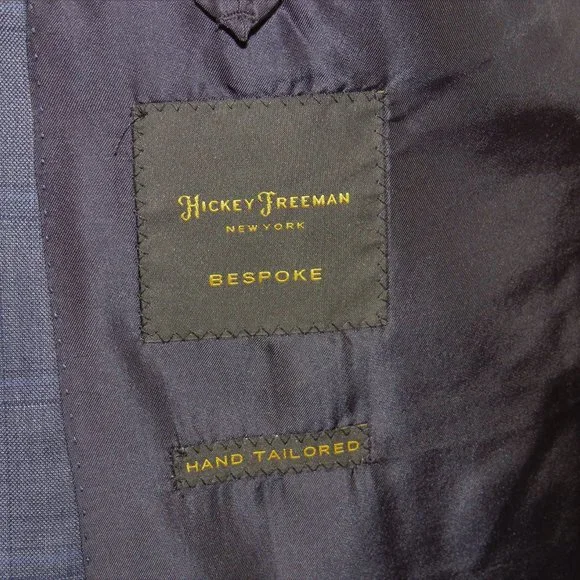 HICKEY FREEMAN
NEW YORK
BESPOKE
HAND TAILORED